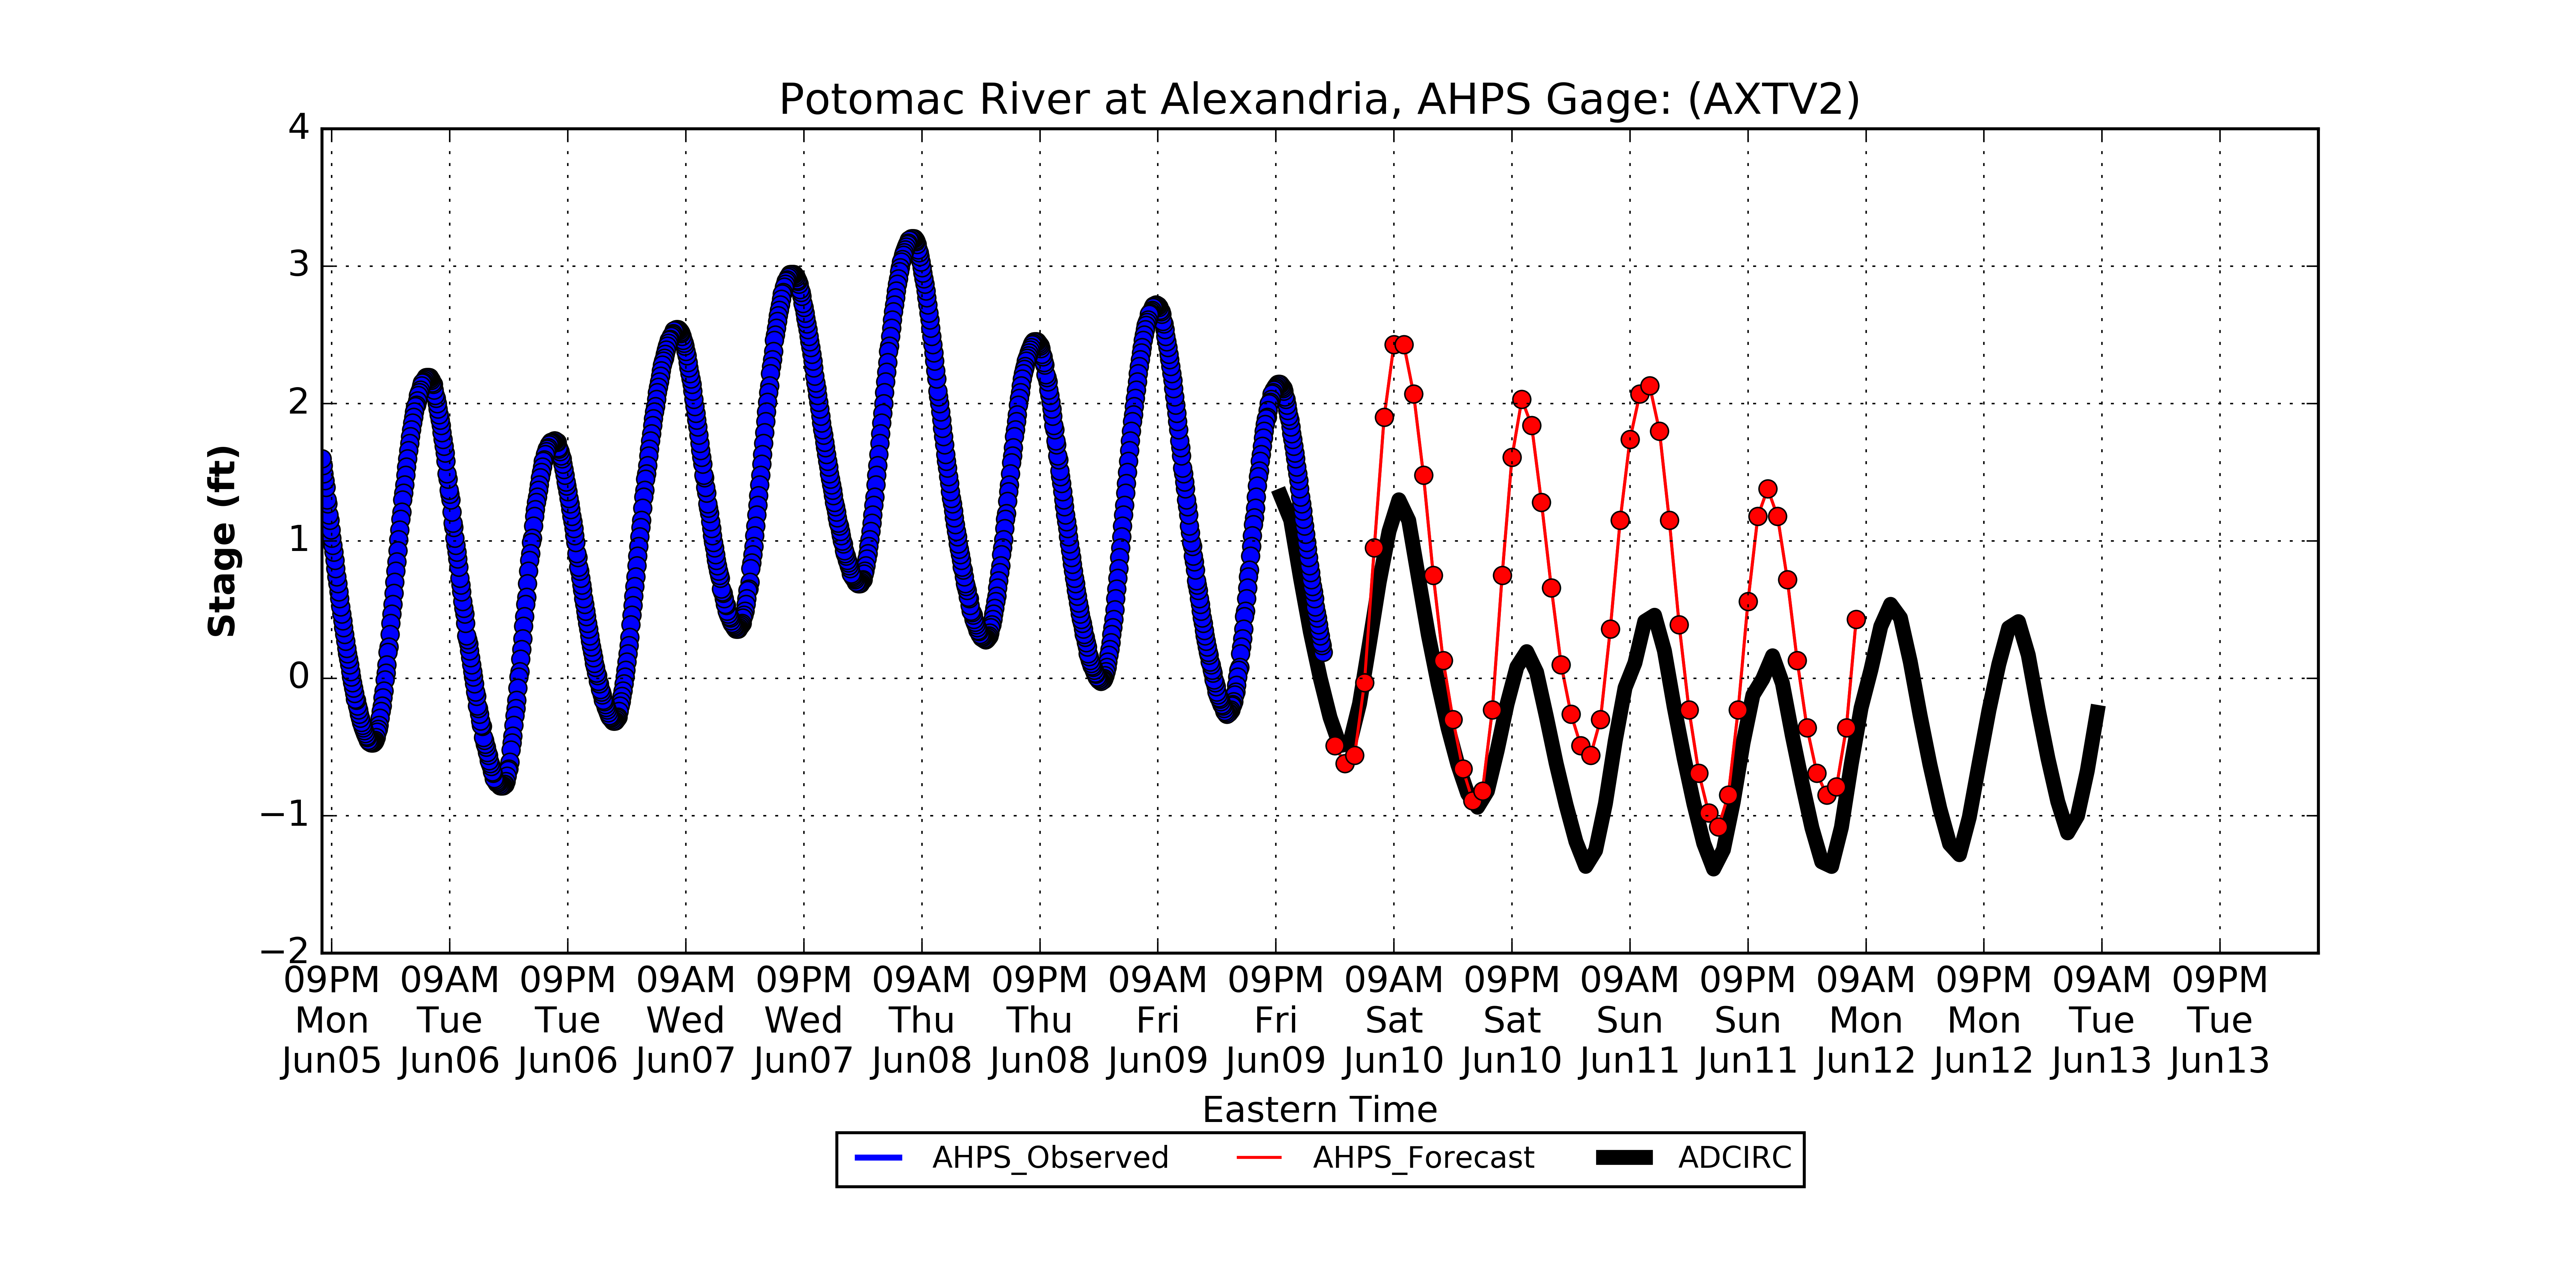 Potomac River at Alexandria, AHPS Gage: (AXTV2)
Stage (ft)
4
3
2
1
0
−1
−2
09PM 09AM 09PM 09AM 09PM 09AM 09PM 09AM 09PM 09AM 09PM 09AM 09PM 09AM 09PM 09AM 09PM
Mon Tue Tue Wed Wed Thu Thu Fri Fri Sat Sat Sun Sun Mon Mon Tue Tue
Jun05 Jun06 Jun06 Jun07 Jun07 Jun08 Jun08 Jun09 Jun09 Jun10 Jun10 Jun11 Jun11 Jun12 Jun12 Jun13 Jun13
Eastern Time
AHPS_Observed AHPS_Forecast ADCIRC